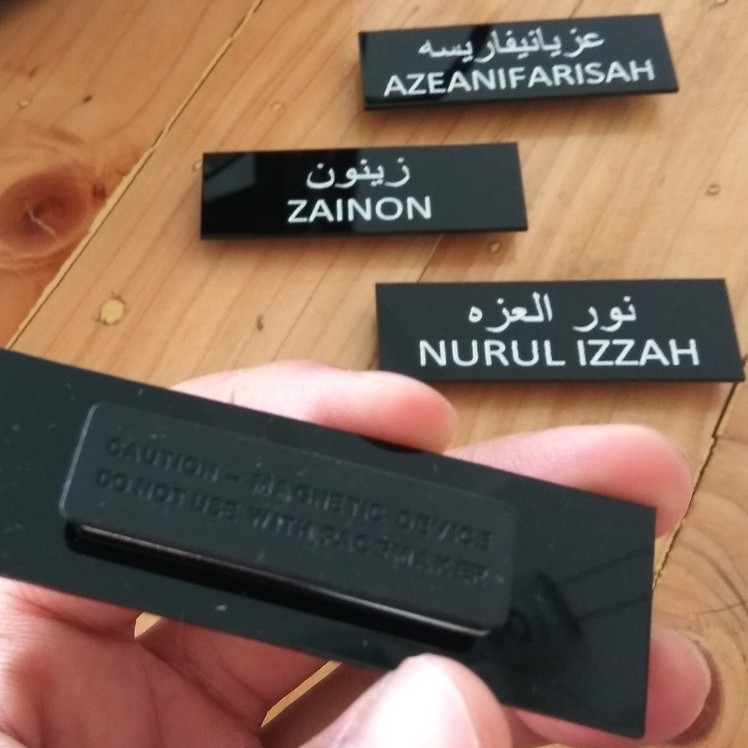 عزيانيفاريسه
AZEANIFARISAH
زينون
ZAINON
نور العزه
NURUL IZZAH
CAUTION - MAGNETIC DEVICE
DO NOT USE WITH PACEMAKER